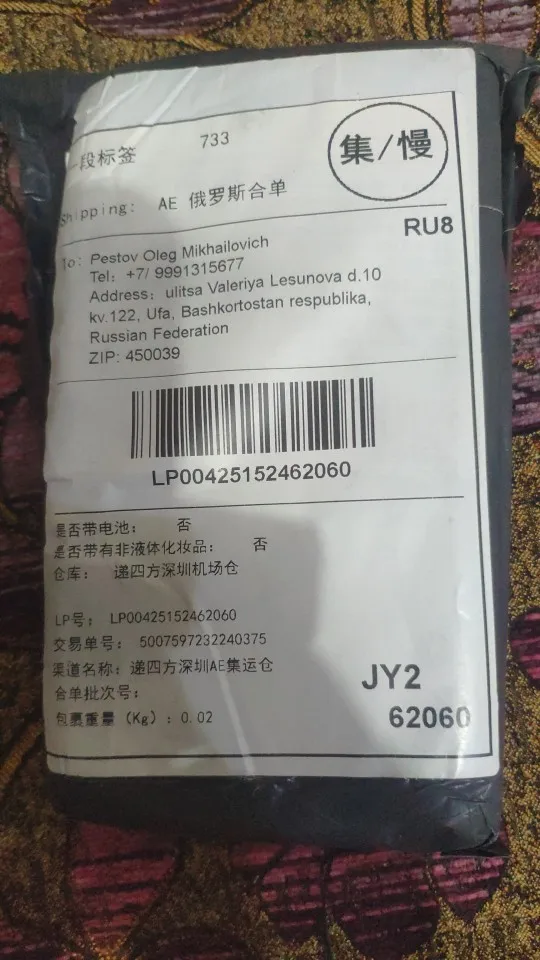 一段标签
733
集/慢
Shipping: AE 俄罗斯合单
RU8
To: Pestov Oleg Mikhailovich
Tel: +7/ 9991315677
Address: ulitsa Valeriya Lesunova d.10
kv.122, Ufa, Bashkortostan respublika,
Russian Federation
ZIP: 450039
LP00425152462060
是否带电池: 否
是否带有非液体化妆品: 否
仓库: 递四方深圳机场仓
LP号: LP00425152462060
交易单号: 5007597232240375
渠道名称: 递四方深圳AE集运仓
合单批次号:
包裹重量 (Kg) : 0.02
JY2
62060